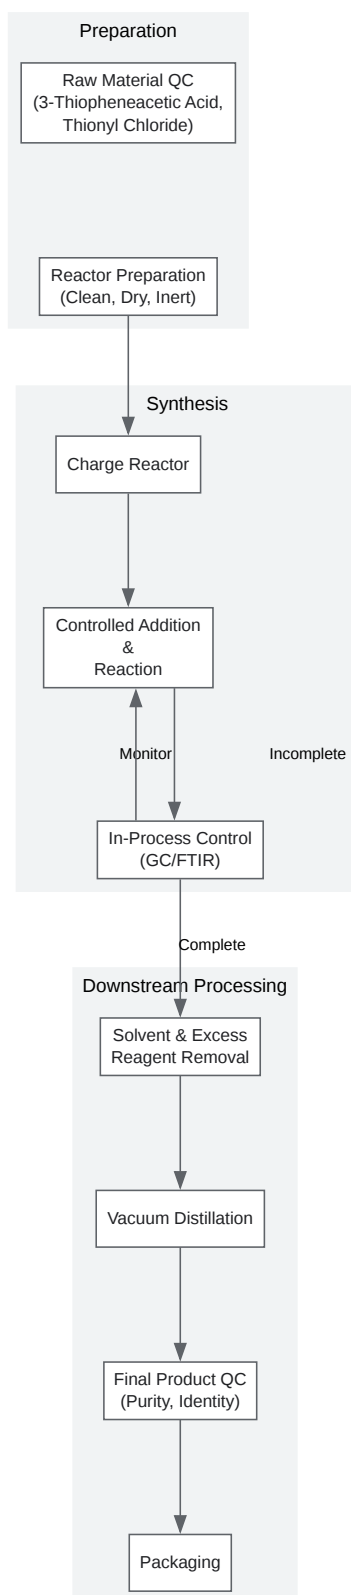 Preparation
Raw Material QC
(3-Thiopheneacetic Acid,
Thionyl Chloride)
Reactor Preparation
(Clean, Dry, Inert)
Synthesis
Charge Reactor
Controlled Addition
&
Reaction
Monitor
Incomplete
In-Process Control
(GC/FTIR)
Complete
Downstream Processing
Solvent & Excess
Reagent Removal
Vacuum Distillation
Final Product QC
(Purity, Identity)
Packaging